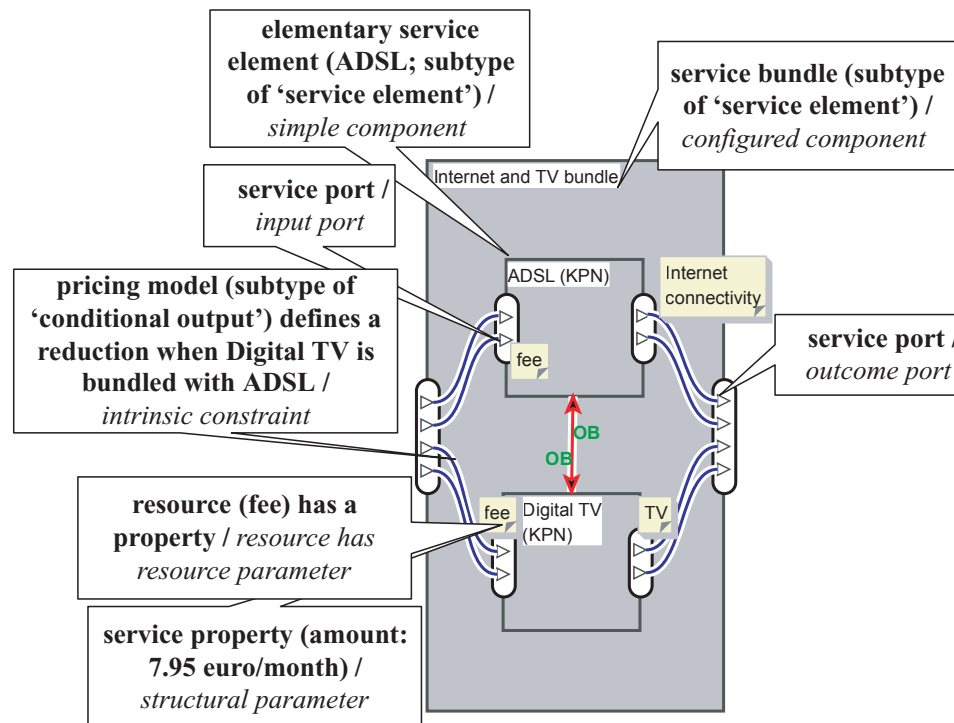 elementary service
element (ADSL; subtype
of ‘service element’) /
simple component
service bundle (subtype
of ‘service element’) /
configured component
Internet and TV bundle
service port /
input port
ADSL (KPN)
Internet
connectivity
pricing model (subtype of
‘conditional output’) defines a
reduction when Digital TV is
bundled with ADSL /
intrinsic constraint
fee
service port /
outcome port
OB
OB
resource (fee) has a
property / resource has
resource parameter
fee
Digital TV
(KPN)
TV
service property (amount:
7.95 euro/month) /
structural parameter